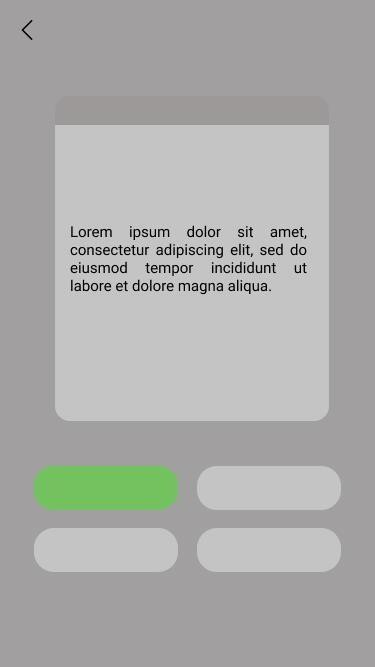 Lorem ipsum dolor sit amet,
consectetur adipiscing elit, sed do
eiusmod tempor incididunt ut
labore et dolore magna aliqua.